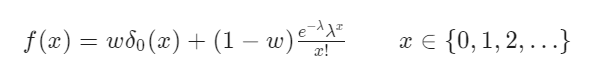 f(x) = wδ₀(x) + (1 − w) e^{−λ} λ^x / x!    x ∈ {0, 1, 2, …}